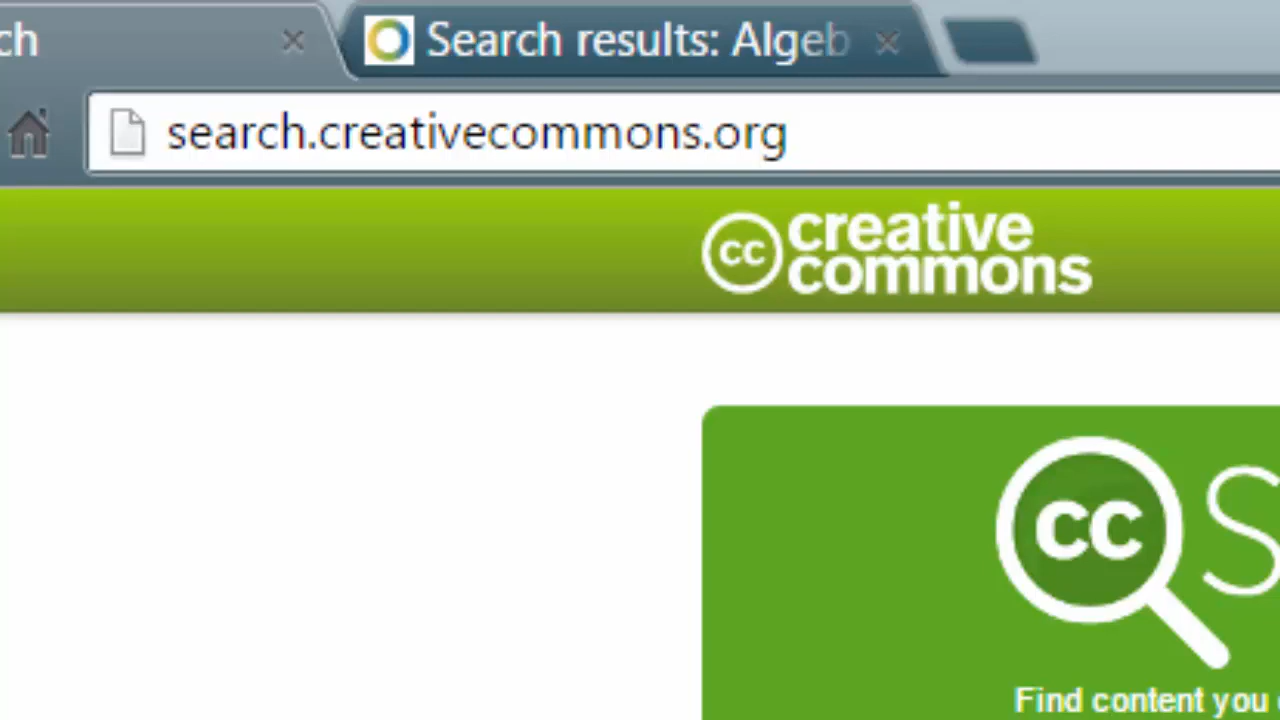 ch
Search results: Algeb
search.creativecommons.org
cc creative
commons
cc S
Find content you